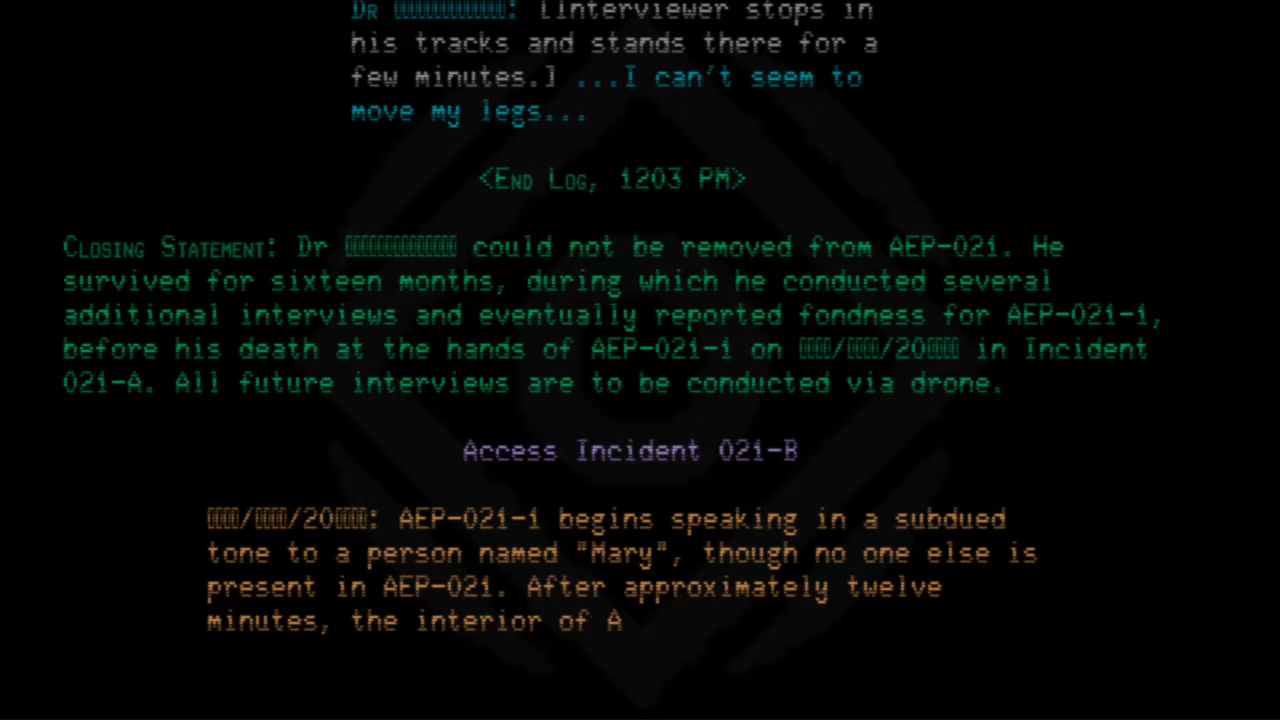 Dr ▯▯▯▯▯▯▯▯▯▯▯▯▯▯: [Interviewer stops in
his tracks and stands there for a
few minutes.] ...I can't seem to
move my legs...
<End Log, 1203 PM>
Closing Statement: Dr ▯▯▯▯▯▯▯▯▯▯▯▯▯▯ could not be removed from AEP-021. He
survived for sixteen months, during which he conducted several
additional interviews and eventually reported fondness for AEP-021-1,
before his death at the hands of AEP-021-1 on ▯▯▯▯/▯▯▯▯/20▯▯▯▯ in Incident
021-A. All future interviews are to be conducted via drone.
Access Incident 021-B
▯▯▯▯/▯▯▯▯/20▯▯▯▯: AEP-021-1 begins speaking in a subdued
tone to a person named "Mary", though no one else is
present in AEP-021. After approximately twelve
minutes, the interior of A